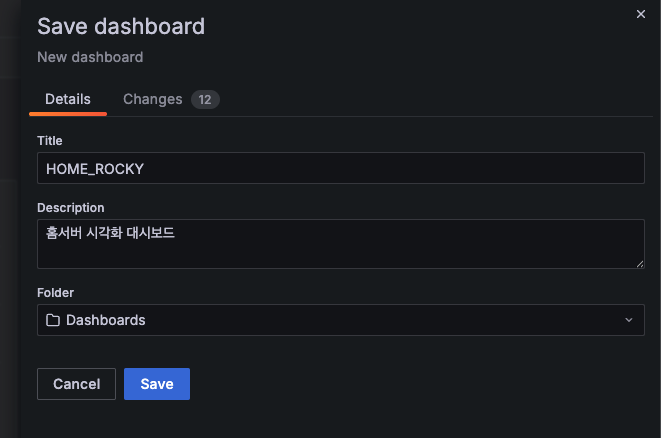 Save dashboard
New dashboard
Details
Changes 12
Title
HOME_ROCKY
Description
홈서버 시각화 대시보드
Folder
Dashboards
Cancel
Save